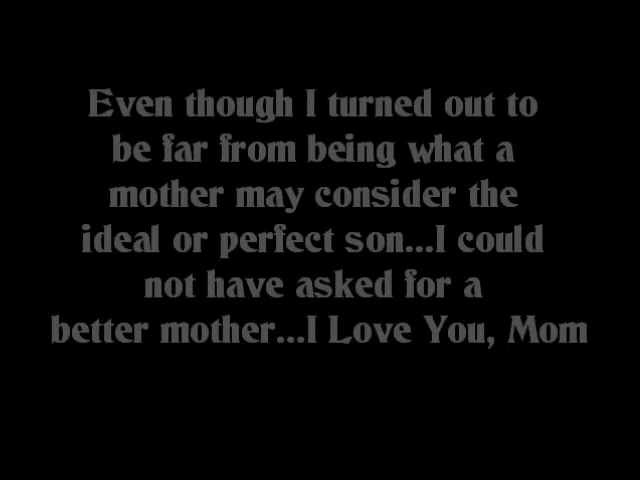 Even though I turned out to
be far from being what a
mother may consider the
ideal or perfect son...I could
not have asked for a
better mother...I Love You, Mom